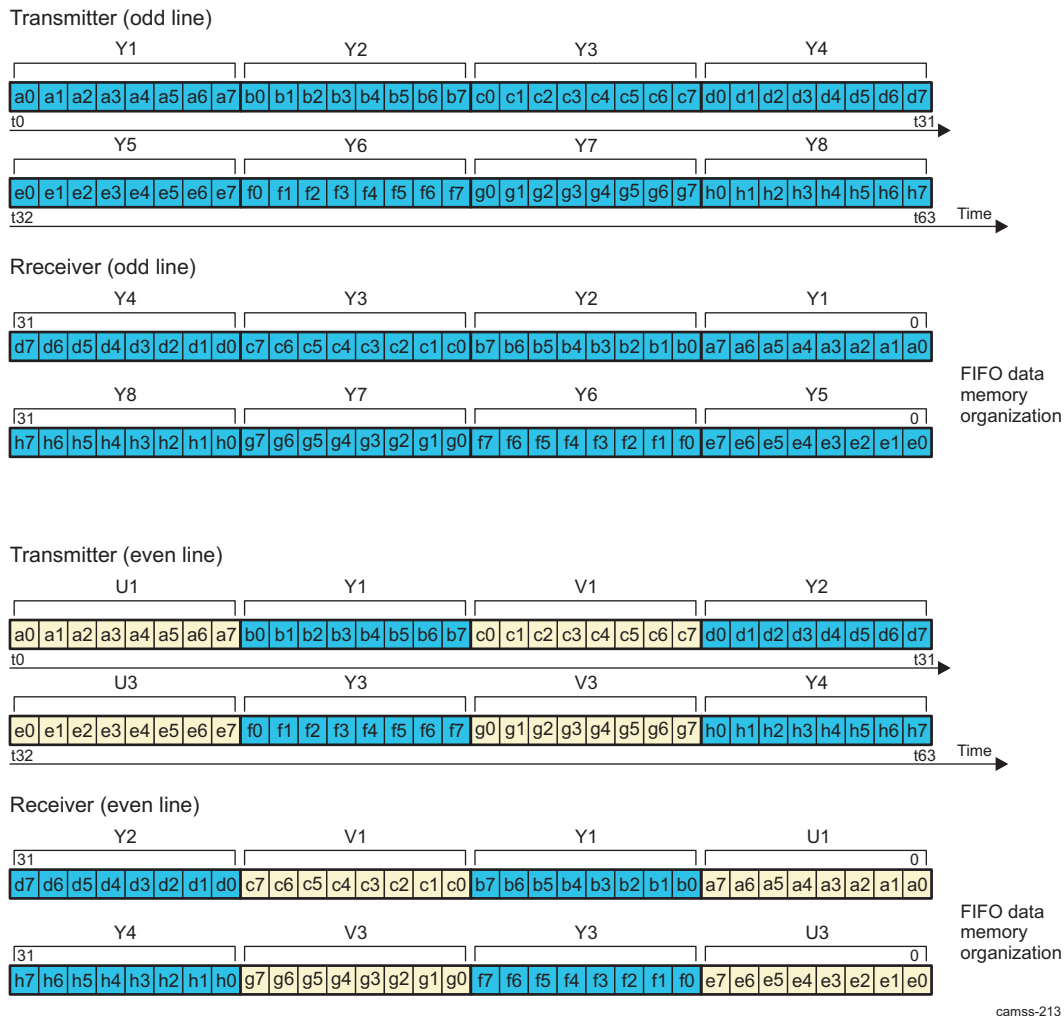 Transmitter (odd line)
Y1 Y2 Y3 Y4
a0 a1 a2 a3 a4 a5 a6 a7 b0 b1 b2 b3 b4 b5 b6 b7 c0 c1 c2 c3 c4 c5 c6 c7 d0 d1 d2 d3 d4 d5 d6 d7
t0 t31
Y5 Y6 Y7 Y8
e0 e1 e2 e3 e4 e5 e6 e7 f0 f1 f2 f3 f4 f5 f6 f7 g0 g1 g2 g3 g4 g5 g6 g7 h0 h1 h2 h3 h4 h5 h6 h7
t32 t63 Time
Rreceiver (odd line)
Y4 Y3 Y2 Y1
31 0
d7 d6 d5 d4 d3 d2 d1 d0 c7 c6 c5 c4 c3 c2 c1 c0 b7 b6 b5 b4 b3 b2 b1 b0 a7 a6 a5 a4 a3 a2 a1 a0
Y8 Y7 Y6 Y5
31 0
h7 h6 h5 h4 h3 h2 h1 h0 g7 g6 g5 g4 g3 g2 g1 g0 f7 f6 f5 f4 f3 f2 f1 f0 e7 e6 e5 e4 e3 e2 e1 e0
FIFO data
memory
organization
Transmitter (even line)
U1 Y1 V1 Y2
a0 a1 a2 a3 a4 a5 a6 a7 b0 b1 b2 b3 b4 b5 b6 b7 c0 c1 c2 c3 c4 c5 c6 c7 d0 d1 d2 d3 d4 d5 d6 d7
t0 t31
U3 Y3 V3 Y4
e0 e1 e2 e3 e4 e5 e6 e7 f0 f1 f2 f3 f4 f5 f6 f7 g0 g1 g2 g3 g4 g5 g6 g7 h0 h1 h2 h3 h4 h5 h6 h7
t32 t63 Time
Receiver (even line)
Y2 V1 Y1 U1
31 0
d7 d6 d5 d4 d3 d2 d1 d0 c7 c6 c5 c4 c3 c2 c1 c0 b7 b6 b5 b4 b3 b2 b1 b0 a7 a6 a5 a4 a3 a2 a1 a0
Y4 V3 Y3 U3
31 0
h7 h6 h5 h4 h3 h2 h1 h0 g7 g6 g5 g4 g3 g2 g1 g0 f7 f6 f5 f4 f3 f2 f1 f0 e7 e6 e5 e4 e3 e2 e1 e0
FIFO data
memory
organization
camss-213